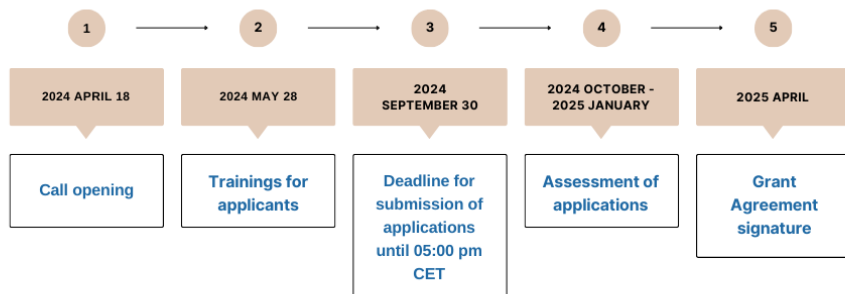 1
2
3
4
5
2024 APRIL 18
2024 MAY 28
2024
SEPTEMBER 30
2024 OCTOBER -
2025 JANUARY
2025 APRIL
Call opening
Trainings for
applicants
Deadline for
submission of
applications
until 05:00 pm
CET
Assessment of
applications
Grant
Agreement
signature